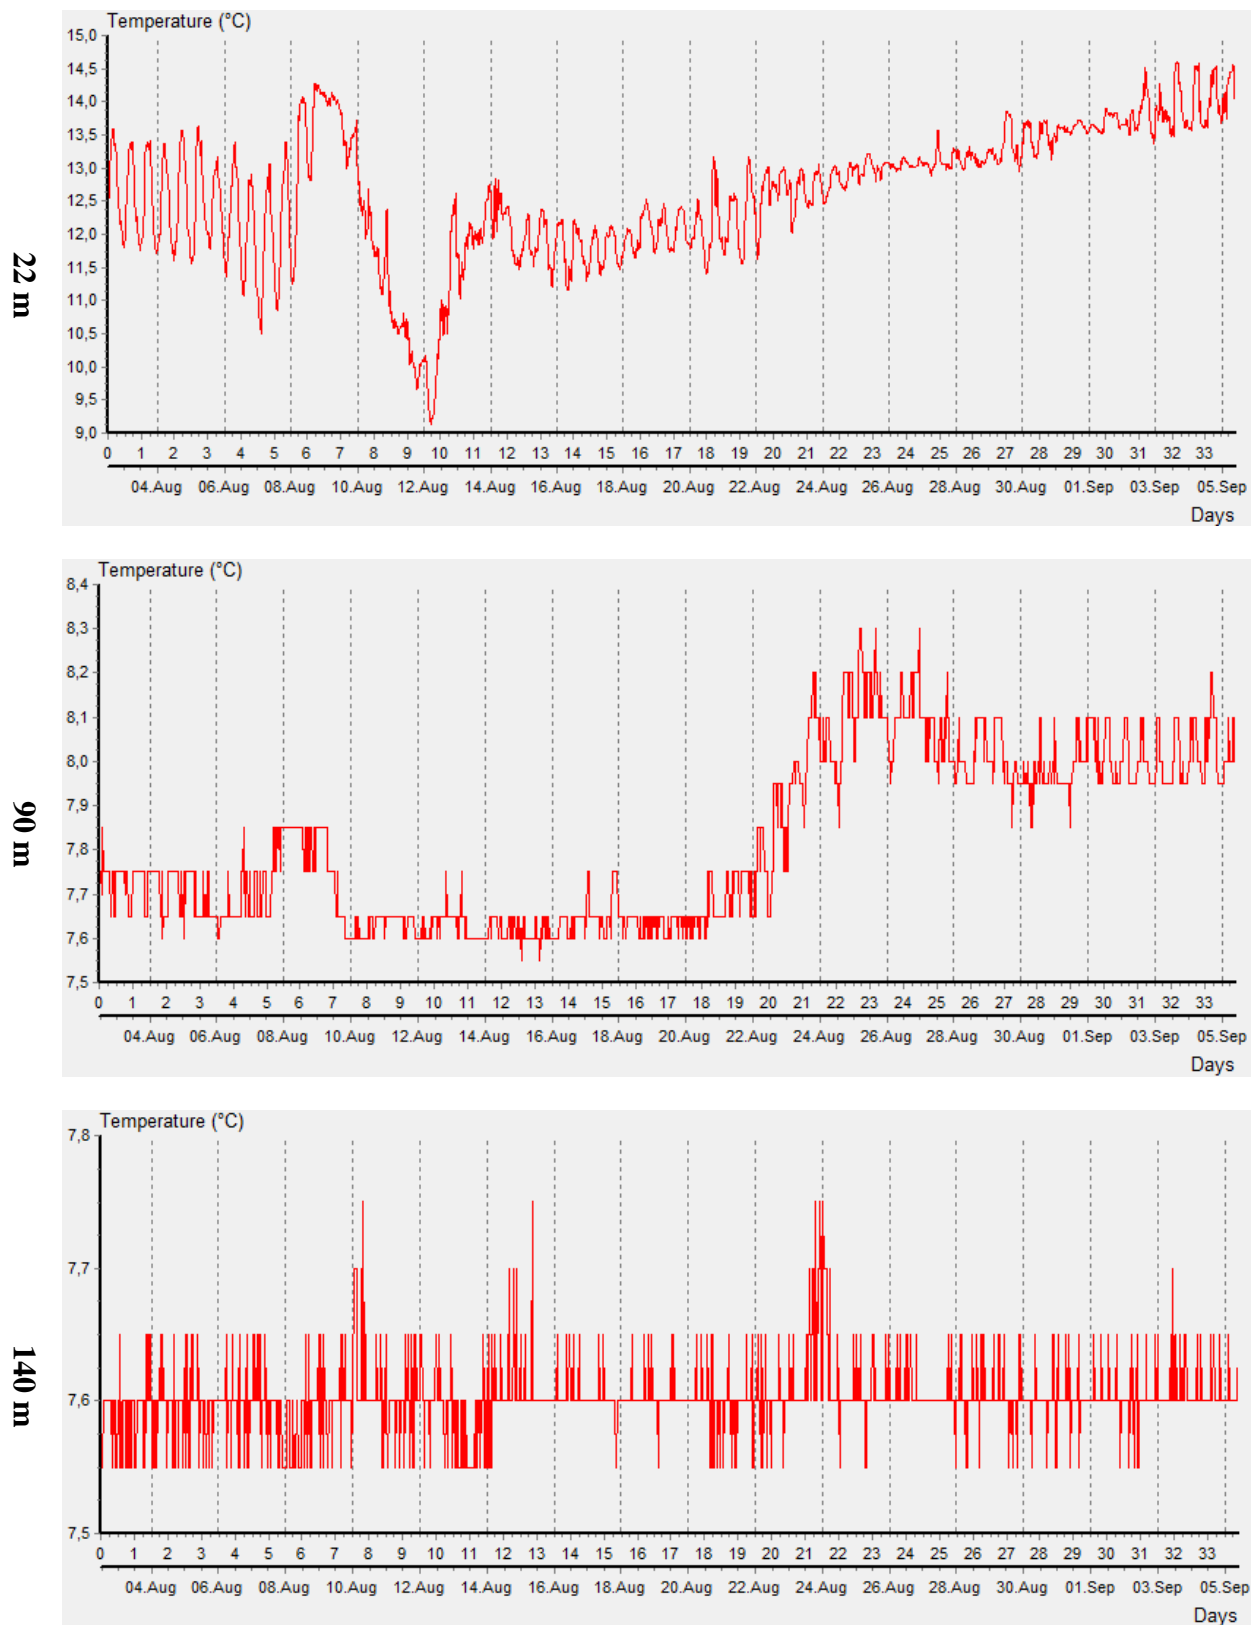 Temperature (°C)
15,0
14,5
14,0
13,5
13,0
12,5
12,0
11,5
11,0
10,5
10,0
9,5
9,0
22 m
0 1 2 3 4 5 6 7 8 9 10 11 12 13 14 15 16 17 18 19 20 21 22 23 24 25 26 27 28 29 30 31 32 33
04.Aug 06.Aug 08.Aug 10.Aug 12.Aug 14.Aug 16.Aug 18.Aug 20.Aug 22.Aug 24.Aug 26.Aug 28.Aug 30.Aug 01.Sep 03.Sep 05.Sep
Days
Temperature (°C)
8,4
8,3
8,2
8,1
8,0
7,9
7,8
7,7
7,6
7,5
90 m
0 1 2 3 4 5 6 7 8 9 10 11 12 13 14 15 16 17 18 19 20 21 22 23 24 25 26 27 28 29 30 31 32 33
04.Aug 06.Aug 08.Aug 10.Aug 12.Aug 14.Aug 16.Aug 18.Aug 20.Aug 22.Aug 24.Aug 26.Aug 28.Aug 30.Aug 01.Sep 03.Sep 05.Sep
Days
Temperature (°C)
7,8
7,7
7,6
7,5
140 m
0 1 2 3 4 5 6 7 8 9 10 11 12 13 14 15 16 17 18 19 20 21 22 23 24 25 26 27 28 29 30 31 32 33
04.Aug 06.Aug 08.Aug 10.Aug 12.Aug 14.Aug 16.Aug 18.Aug 20.Aug 22.Aug 24.Aug 26.Aug 28.Aug 30.Aug 01.Sep 03.Sep 05.Sep
Days